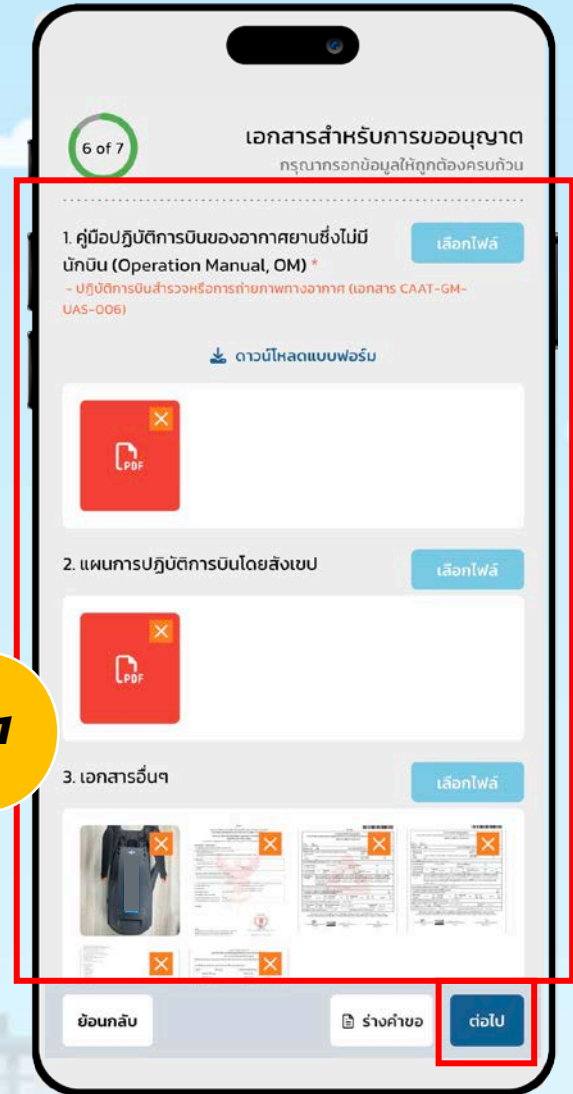 6 of 7
เอกสารสำหรับการขออนุญาต
กรุณากรอกข้อมูลให้ถูกต้องครบถ้วน
1. คู่มือปฏิบัติการบินของอากาศยานซึ่งไม่มี
นักบิน (Operation Manual, OM) *
เลือกไฟล์
- ปฏิบัติการบินสำรวจหรือการถ่ายภาพทางอากาศ (เอกสาร CAAT-GM-
UAS-006)
ดาวน์โหลดแบบฟอร์ม
PDF
2. แผนการปฏิบัติการบินโดยสังเขป
เลือกไฟล์
PDF
1
3. เอกสารอื่นๆ
เลือกไฟล์
ย้อนกลับ
ร่างคำขอ
ต่อไป